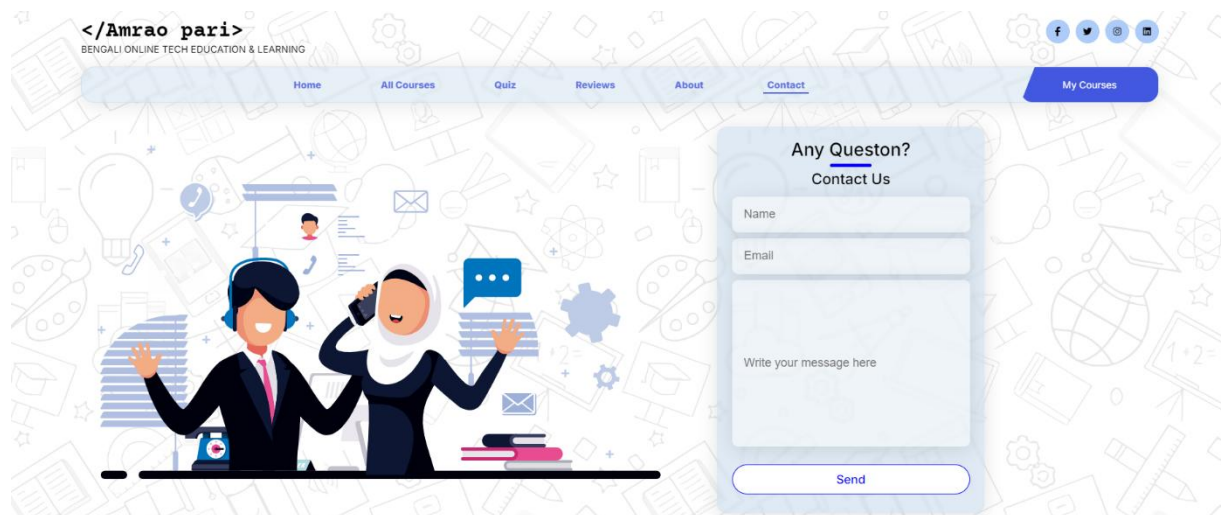 </Amrao pari>
BENGALI ONLINE TECH EDUCATION & LEARNING
Home All Courses Quiz Reviews About Contact My Courses
Any Queston?
Contact Us
Name
Email
Write your message here
Send